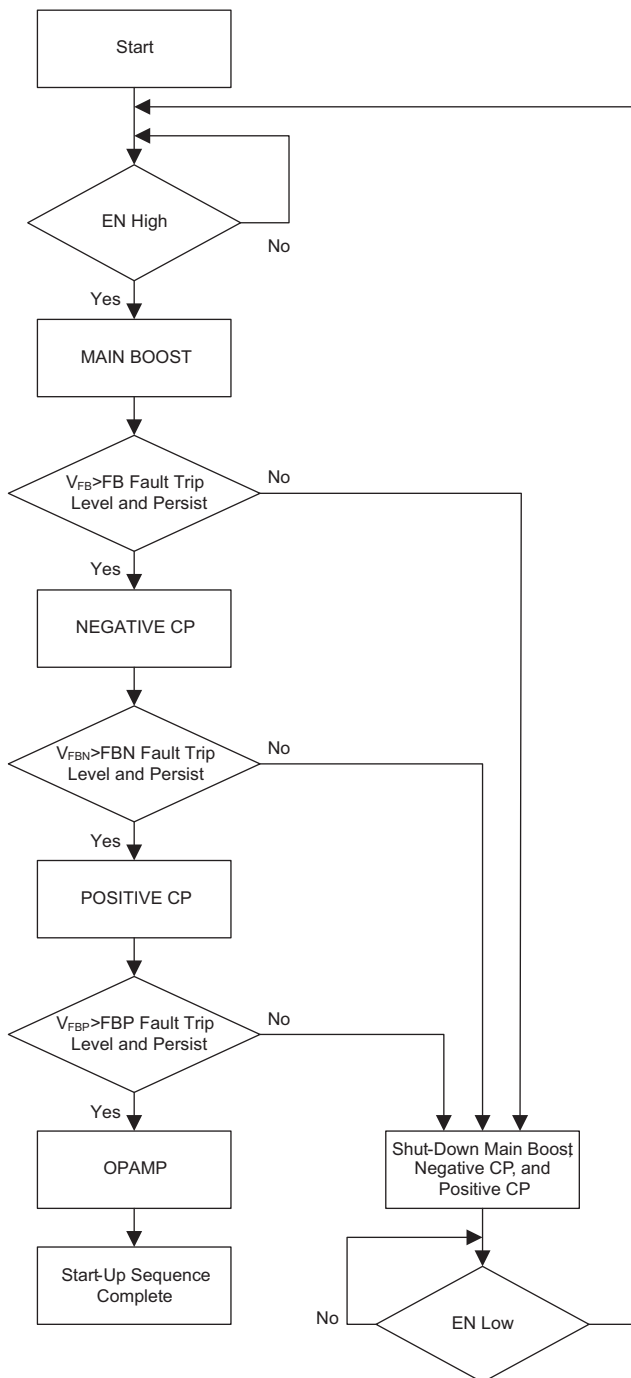 Start
EN High
No
Yes
MAIN BOOST
VFB>FB Fault Trip
Level and Persist
No
Yes
NEGATIVE CP
VFBN>FBN Fault Trip
Level and Persist
No
Yes
POSITIVE CP
VFBP>FBP Fault Trip
Level and Persist
No
Yes
OPAMP
Shut-Down Main Boost,
Negative CP, and
Positive CP
Start-Up Sequence
Complete
No
EN Low